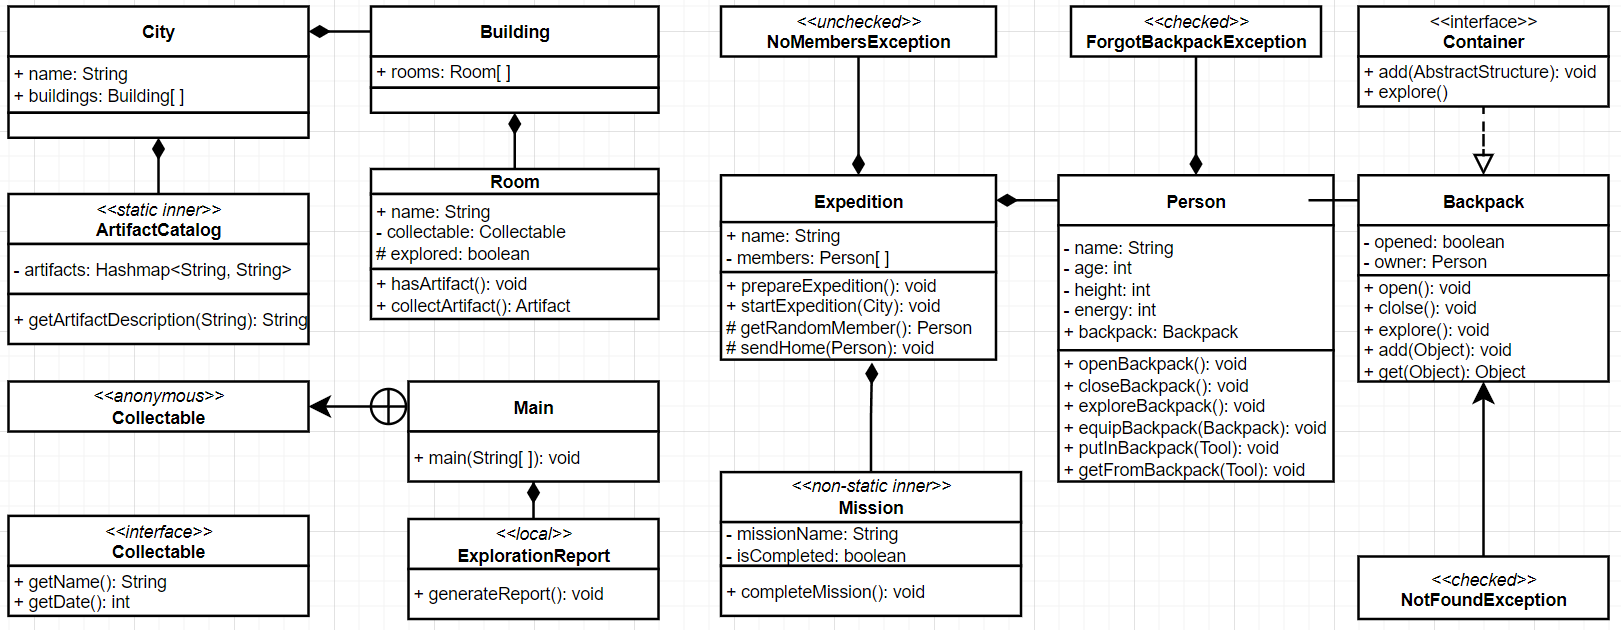 City
+ name: String
+ buildings: Building[ ]
Building
+ rooms: Room[ ]
<<static inner>>
ArtifactCatalog
- artifacts: Hashmap<String, String>
+ getArtifactDescription(String): String
Room
+ name: String
- collectable: Collectable
# explored: boolean
+ hasArtifact(): void
+ collectArtifact(): Artifact
<<anonymous>>
Collectable
Main
+ main(String[ ]): void
<<interface>>
Collectable
+ getName(): String
+ getDate(): int
<<local>>
ExplorationReport
+ generateReport(): void
<<unchecked>>
NoMembersException
<<checked>>
ForgotBackpackException
<<interface>>
Container
+ add(AbstractStructure): void
+ explore()
Expedition
+ name: String
- members: Person[ ]
+ prepareExpedition(): void
+ startExpedition(City): void
# getRandomMember(): Person
# sendHome(Person): void
Person
- name: String
- age: int
- height: int
- energy: int
+ backpack: Backpack
+ openBackpack(): void
+ closeBackpack(): void
+ exploreBackpack(): void
+ equipBackpack(Backpack): void
+ putInBackpack(Tool): void
+ getFromBackpack(Tool): void
Backpack
- opened: boolean
- owner: Person
+ open(): void
+ clolse(): void
+ explore(): void
+ add(Object): void
+ get(Object): Object
<<non-static inner>>
Mission
- missionName: String
- isCompleted: boolean
+ completeMission(): void
<<checked>>
NotFoundException